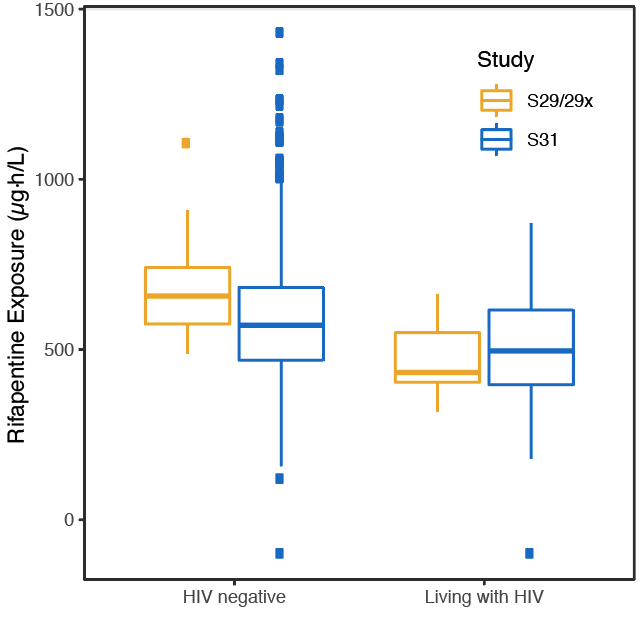 1500
1000
500
0
Rifapentine Exposure (µg·h/L)
Study
S29/29x
S31
HIV negative
Living with HIV